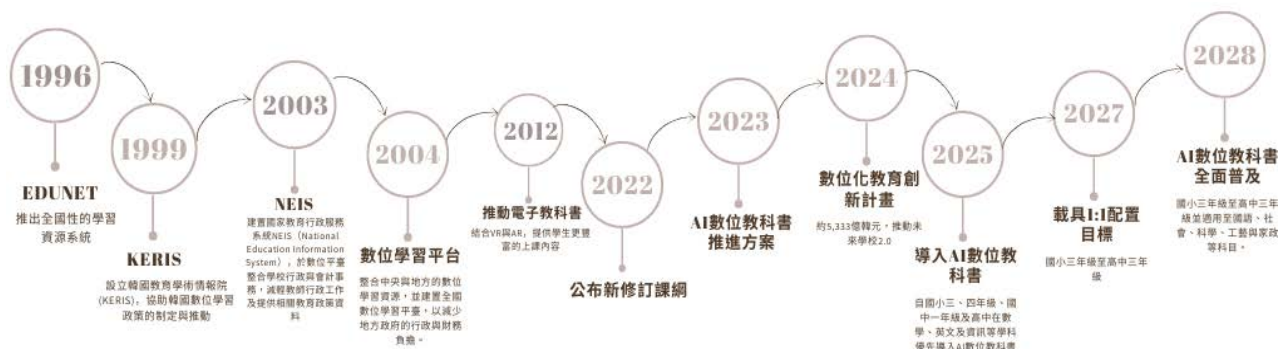 1996
EDUNET
推出全國性的學習
資源系統
1999
KERIS
設立韓國教育學術情報院
(KERIS)，協助韓國數位學習
政策的制定與推動
2003
NEIS
建置國家教育行政服務
系統NEIS（National
Education Information
System），於數位平臺
整合學校行政與會計事
務，減輕教師行政工作
及提供相關教育政策資
料
2004
數位學習平台
整合中央與地方的數位
學習資源，並建置全國
數位學習平臺，以減少
地方政府的行政與財務
負擔。
2012
推動電子教科書
結合VR與AR，提供學生更
豐富的上課內容
2022
公布新修訂課綱
2023
AI數位教科書
推進方案
2024
數位化教育創
新計畫
約5,333億韓元，推動未
來學校2.0
2025
導入AI數位教
科書
自國小三、四年級、國
中一年級及高中在數
學、英文及資訊等學科
優先導入AI數位教科書
2027
載具1:1配置
目標
國小三年級至高中三年
級
2028
AI數位教科書
全面普及
國小三年級至高中三年
級並適用至國語、社
會、科學、工藝與家政
等科目。